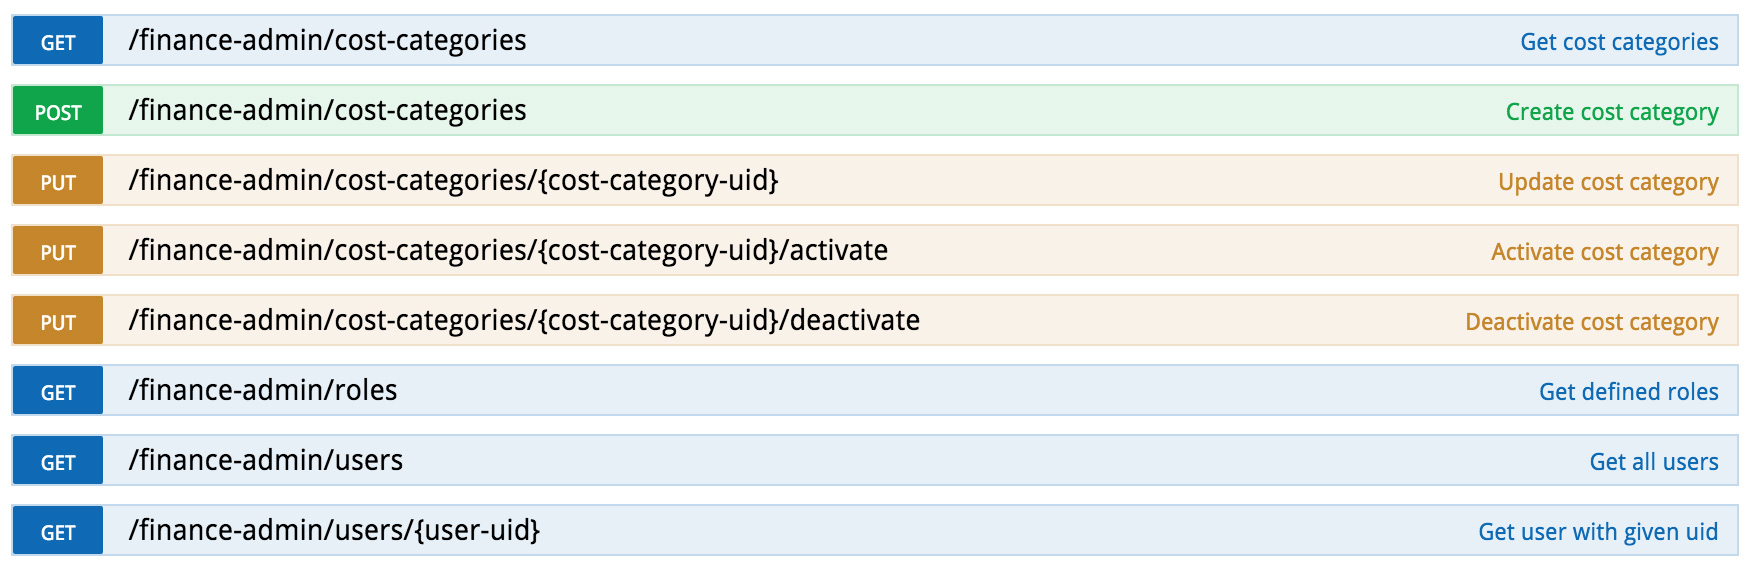 GET /finance-admin/cost-categories Get cost categories
POST /finance-admin/cost-categories Create cost category
PUT /finance-admin/cost-categories/{cost-category-uid} Update cost category
PUT /finance-admin/cost-categories/{cost-category-uid}/activate Activate cost category
PUT /finance-admin/cost-categories/{cost-category-uid}/deactivate Deactivate cost category
GET /finance-admin/roles Get defined roles
GET /finance-admin/users Get all users
GET /finance-admin/users/{user-uid} Get user with given uid